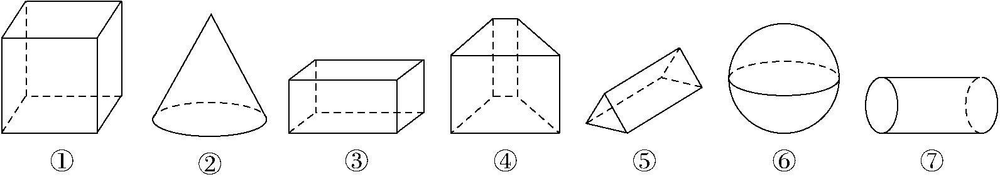 ① ② ③ ④ ⑤ ⑥ ⑦